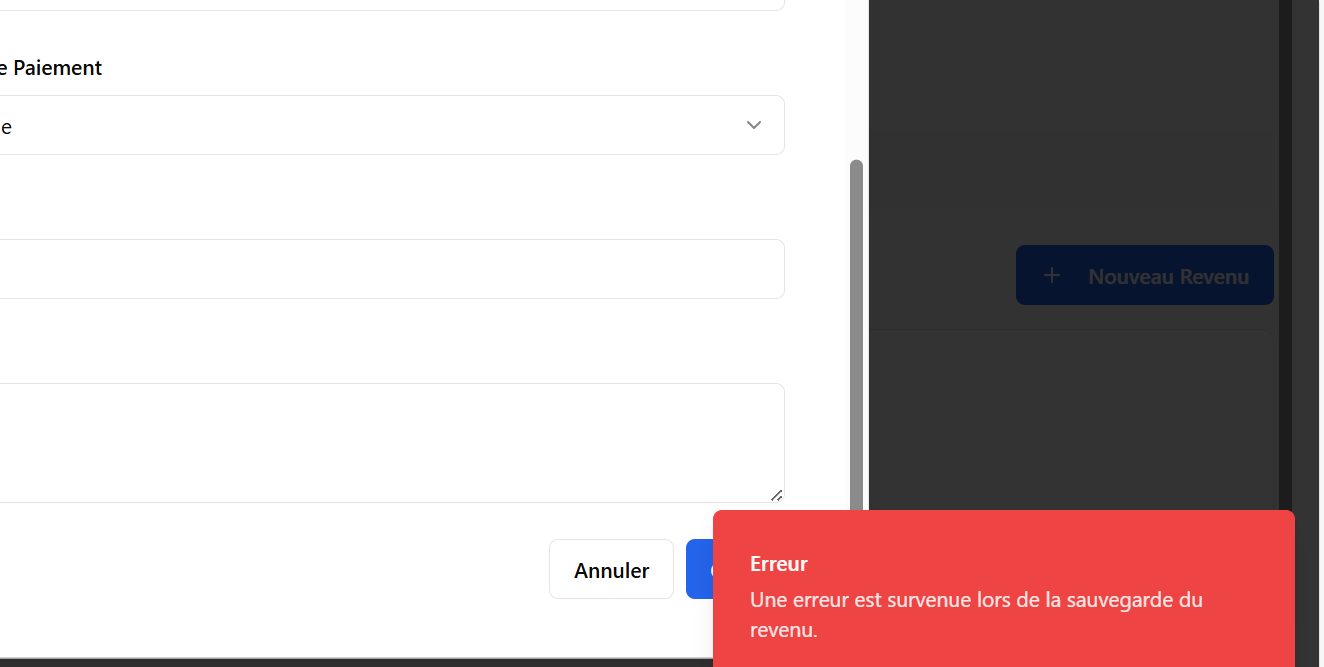 e Paiement
e
Nouveau Revenu
Annuler
Erreur
Une erreur est survenue lors de la sauvegarde du
revenu.